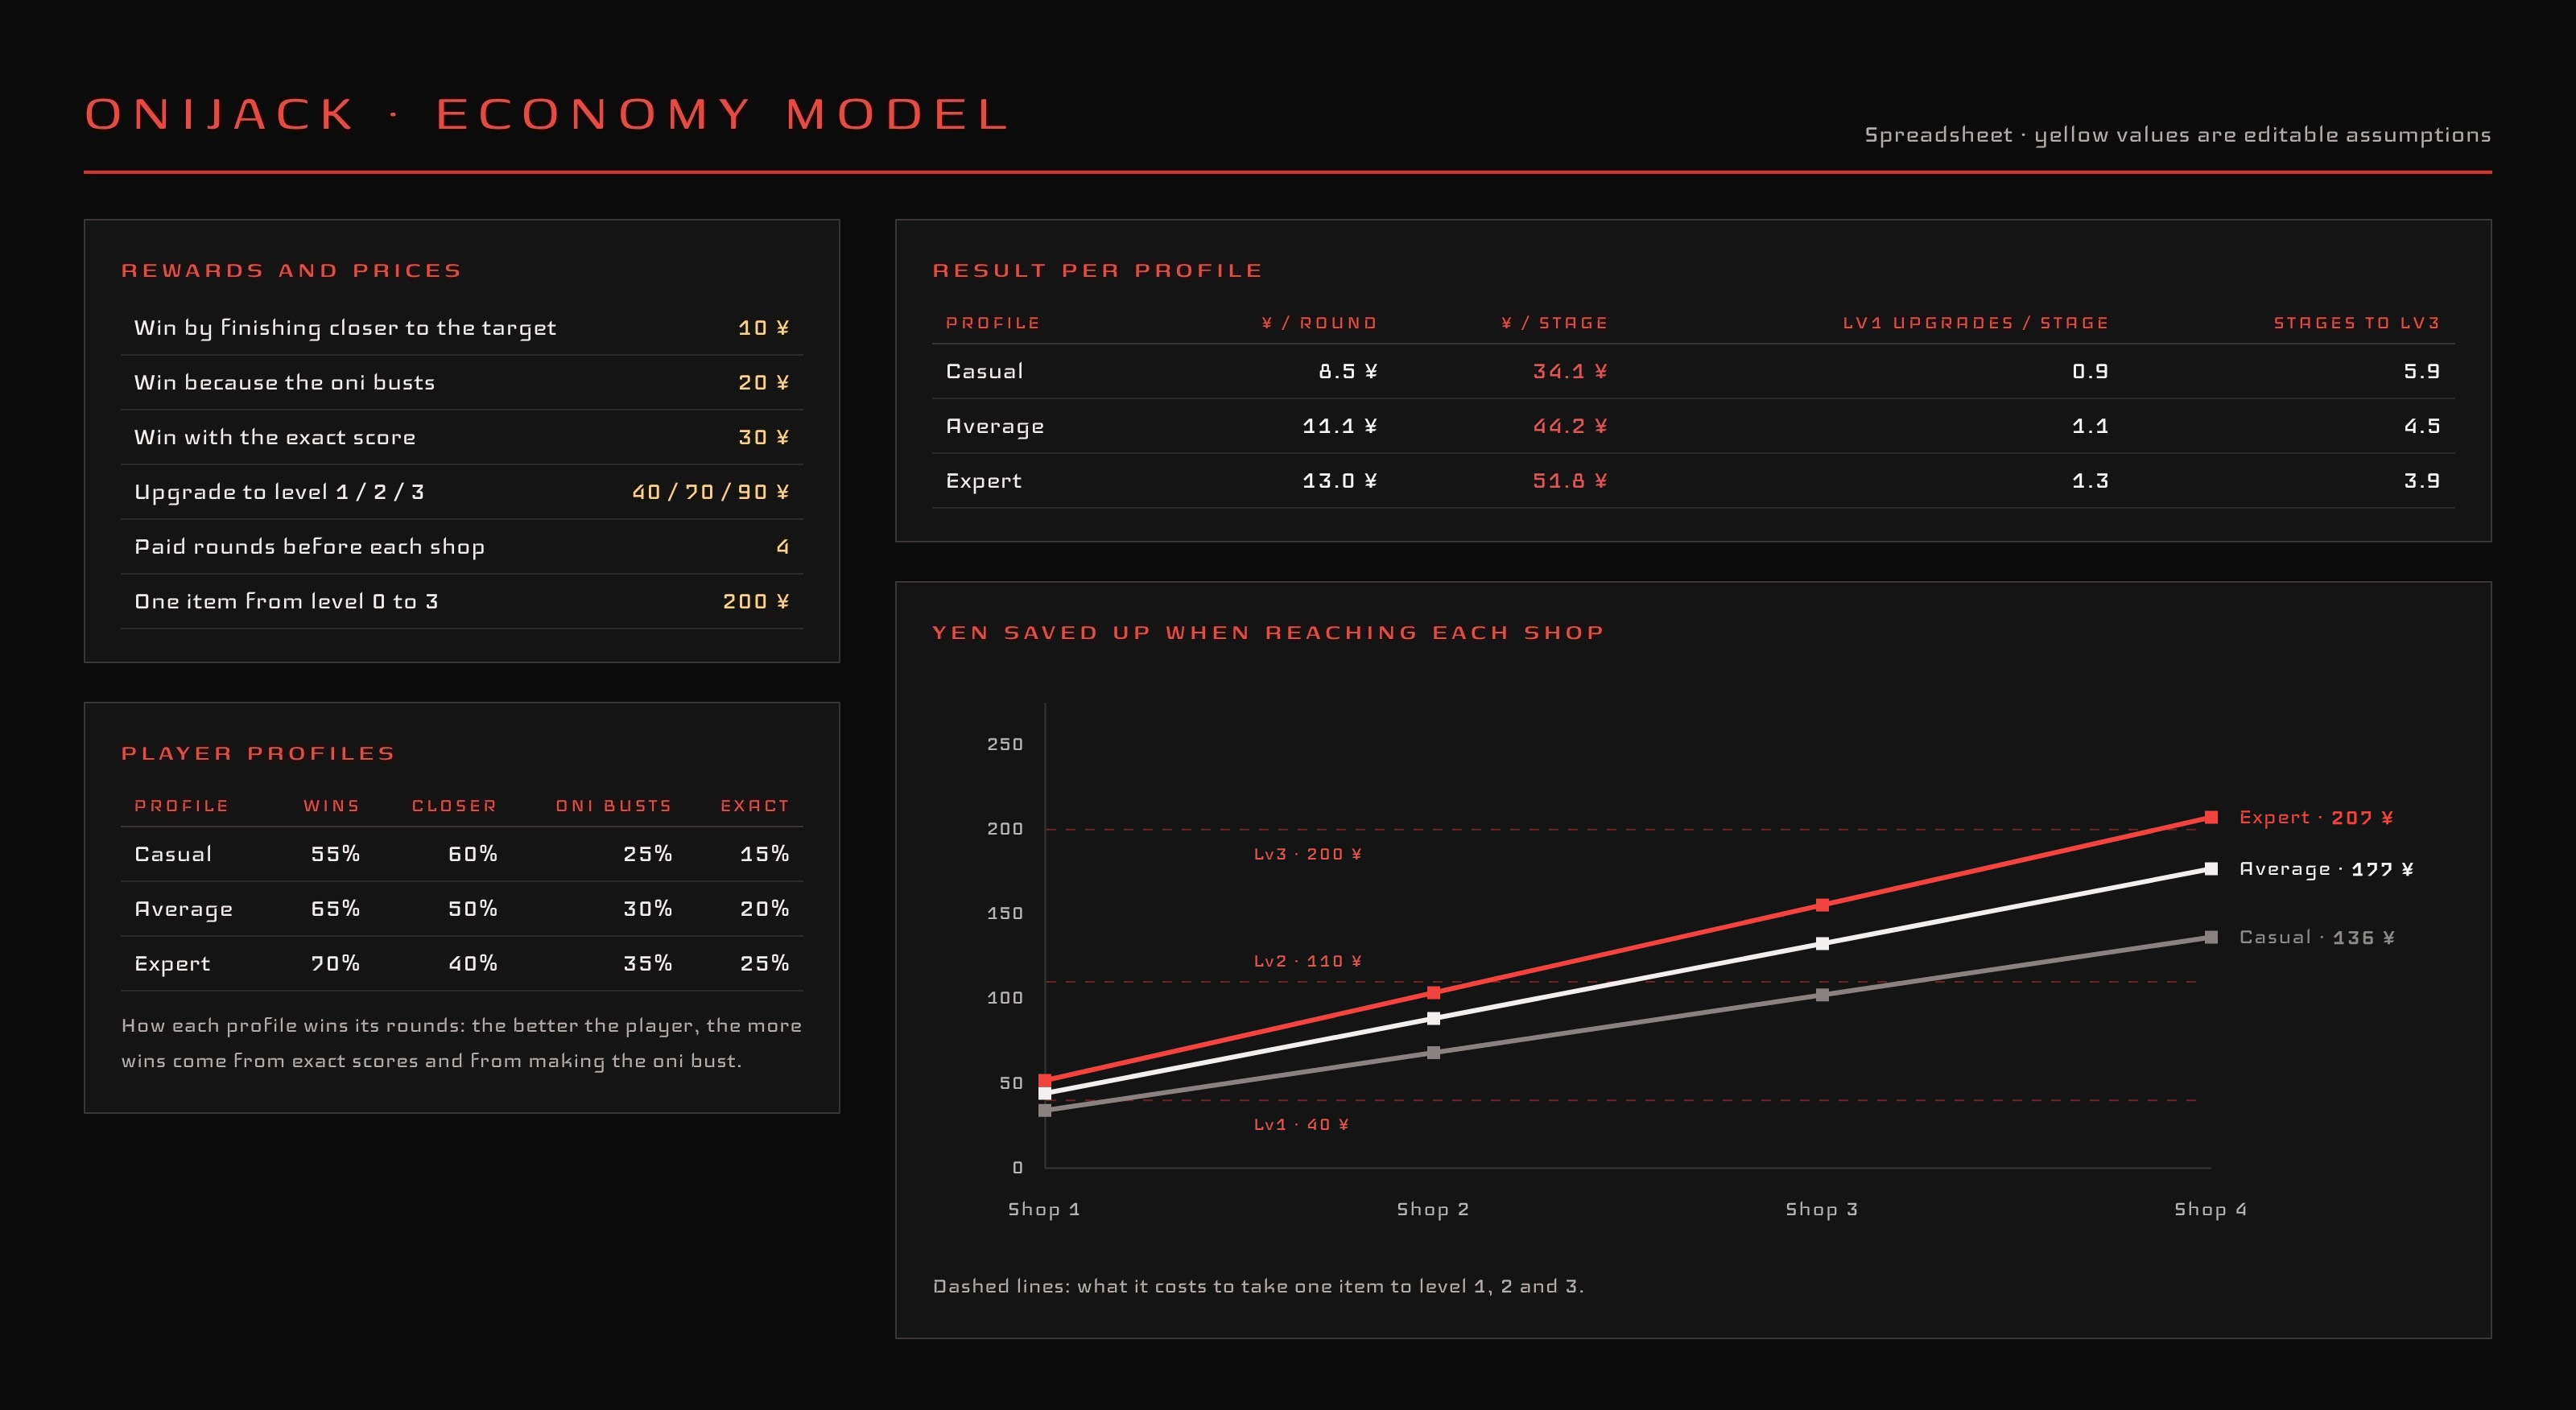 ONIJACK · ECONOMY MODEL
Spreadsheet · yellow values are editable assumptions
REWARDS AND PRICES
Win by finishing closer to the target 10 ¥
Win because the oni busts 20 ¥
Win with the exact score 30 ¥
Upgrade to level 1 / 2 / 3 40 / 70 / 90 ¥
Paid rounds before each shop 4
One item from level 0 to 3 200 ¥
PLAYER PROFILES
PROFILE WINS CLOSER ONI BUSTS EXACT
Casual 55% 60% 25% 15%
Average 65% 50% 30% 20%
Expert 70% 40% 35% 25%
How each profile wins its rounds: the better the player, the more
wins come from exact scores and from making the oni bust.
RESULT PER PROFILE
PROFILE ¥ / ROUND ¥ / STAGE LV1 UPGRADES / STAGE STAGES TO LV3
Casual 8.5 ¥ 34.1 ¥ 0.9 5.9
Average 11.1 ¥ 44.2 ¥ 1.1 4.5
Expert 13.0 ¥ 51.8 ¥ 1.3 3.9
YEN SAVED UP WHEN REACHING EACH SHOP
250
200
150
100
50
0
Lv3 · 200 ¥
Lv2 · 110 ¥
Lv1 · 40 ¥
Expert · 207 ¥
Average · 177 ¥
Casual · 136 ¥
Shop 1 Shop 2 Shop 3 Shop 4
Dashed lines: what it costs to take one item to level 1, 2 and 3.